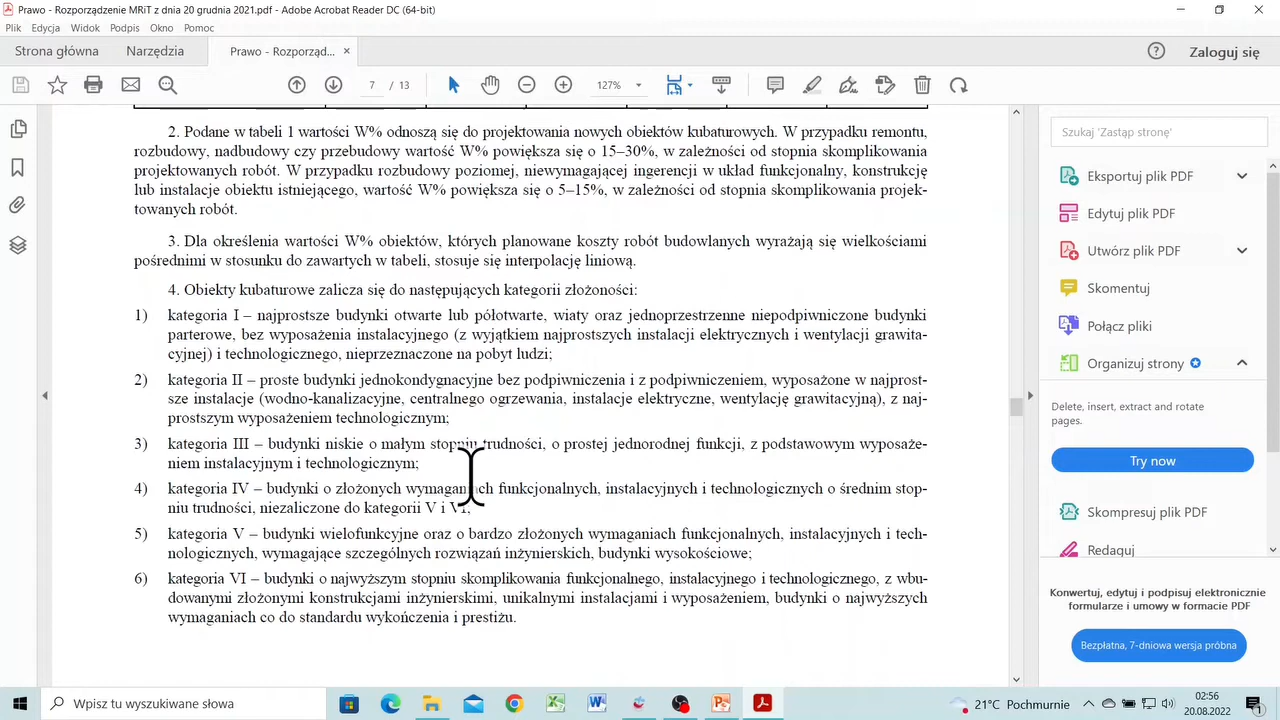 Prawo - Rozporządzenie MRiT z dnia 20 grudnia 2021.pdf - Adobe Acrobat Reader DC (64-bit)
Plik Edycja Widok Podpis Okno Pomoc
Strona główna Narzędzia Prawo - Rozporząd... × Zaloguj się
7 / 13 127%
2. Podane w tabeli 1 wartości W% odnoszą się do projektowania nowych obiektów kubaturowych. W przypadku remontu,
rozbudowy, nadbudowy czy przebudowy wartość W% powiększa się o 15–30%, w zależności od stopnia skomplikowania
projektowanych robót. W przypadku rozbudowy poziomej, niewymagającej ingerencji w układ funkcjonalny, konstrukcję
lub instalacje obiektu istniejącego, wartość W% powiększa się o 5–15%, w zależności od stopnia skomplikowania projek-
towanych robót.
3. Dla określenia wartości W% obiektów, których planowane koszty robót budowlanych wyrażają się wielkościami
pośrednimi w stosunku do zawartych w tabeli, stosuje się interpolację liniową.
4. Obiekty kubaturowe zalicza się do następujących kategorii złożoności:
1) kategoria I – najprostsze budynki otwarte lub półotwarte, wiaty oraz jednoprzestrzenne niepodpiwniczone budynki
parterowe, bez wyposażenia instalacyjnego (z wyjątkiem najprostszych instalacji elektrycznych i wentylacji grawita-
cyjnej) i technologicznego, nieprzeznaczone na pobyt ludzi;
2) kategoria II – proste budynki jednokondygnacyjne bez podpiwniczenia i z podpiwniczeniem, wyposażone w najprost-
sze instalacje (wodno-kanalizacyjne, centralnego ogrzewania, instalacje elektryczne, wentylację grawitacyjną), z naj-
prostszym wyposażeniem technologicznym;
3) kategoria III – budynki niskie o małym stopniu trudności, o prostej jednorodnej funkcji, z podstawowym wyposaże-
niem instalacyjnym i technologicznym;
4) kategoria IV – budynki o złożonych wymaganiach funkcjonalnych, instalacyjnych i technologicznych o średnim stop-
niu trudności, niezaliczone do kategorii V i VI;
5) kategoria V – budynki wielofunkcyjne oraz o bardzo złożonych wymaganiach funkcjonalnych, instalacyjnych i tech-
nologicznych, wymagające szczególnych rozwiązań inżynierskich, budynki wysokościowe;
6) kategoria VI – budynki o najwyższym stopniu skomplikowania funkcjonalnego, instalacyjnego i technologicznego, z wbu-
dowanymi złożonymi konstrukcjami inżynierskimi, unikalnymi instalacjami i wyposażeniem, budynki o najwyższych
wymaganiach co do standardu wykończenia i prestiżu.
Szukaj 'Zastąp stronę'
Eksportuj plik PDF
Edytuj plik PDF
Utwórz plik PDF
Skomentuj
Połącz pliki
Organizuj strony
Delete, insert, extract and rotate
pages.
Try now
Skompresuj plik PDF
Redaguj
Konwertuj, edytuj i podpisuj elektronicznie
formularze i umowy w formacie PDF
Bezpłatna, 7-dniowa wersja próbna
Wpisz tu wyszukiwane słowa
21°C Pochmurnie
02:56
20.08.2022
1